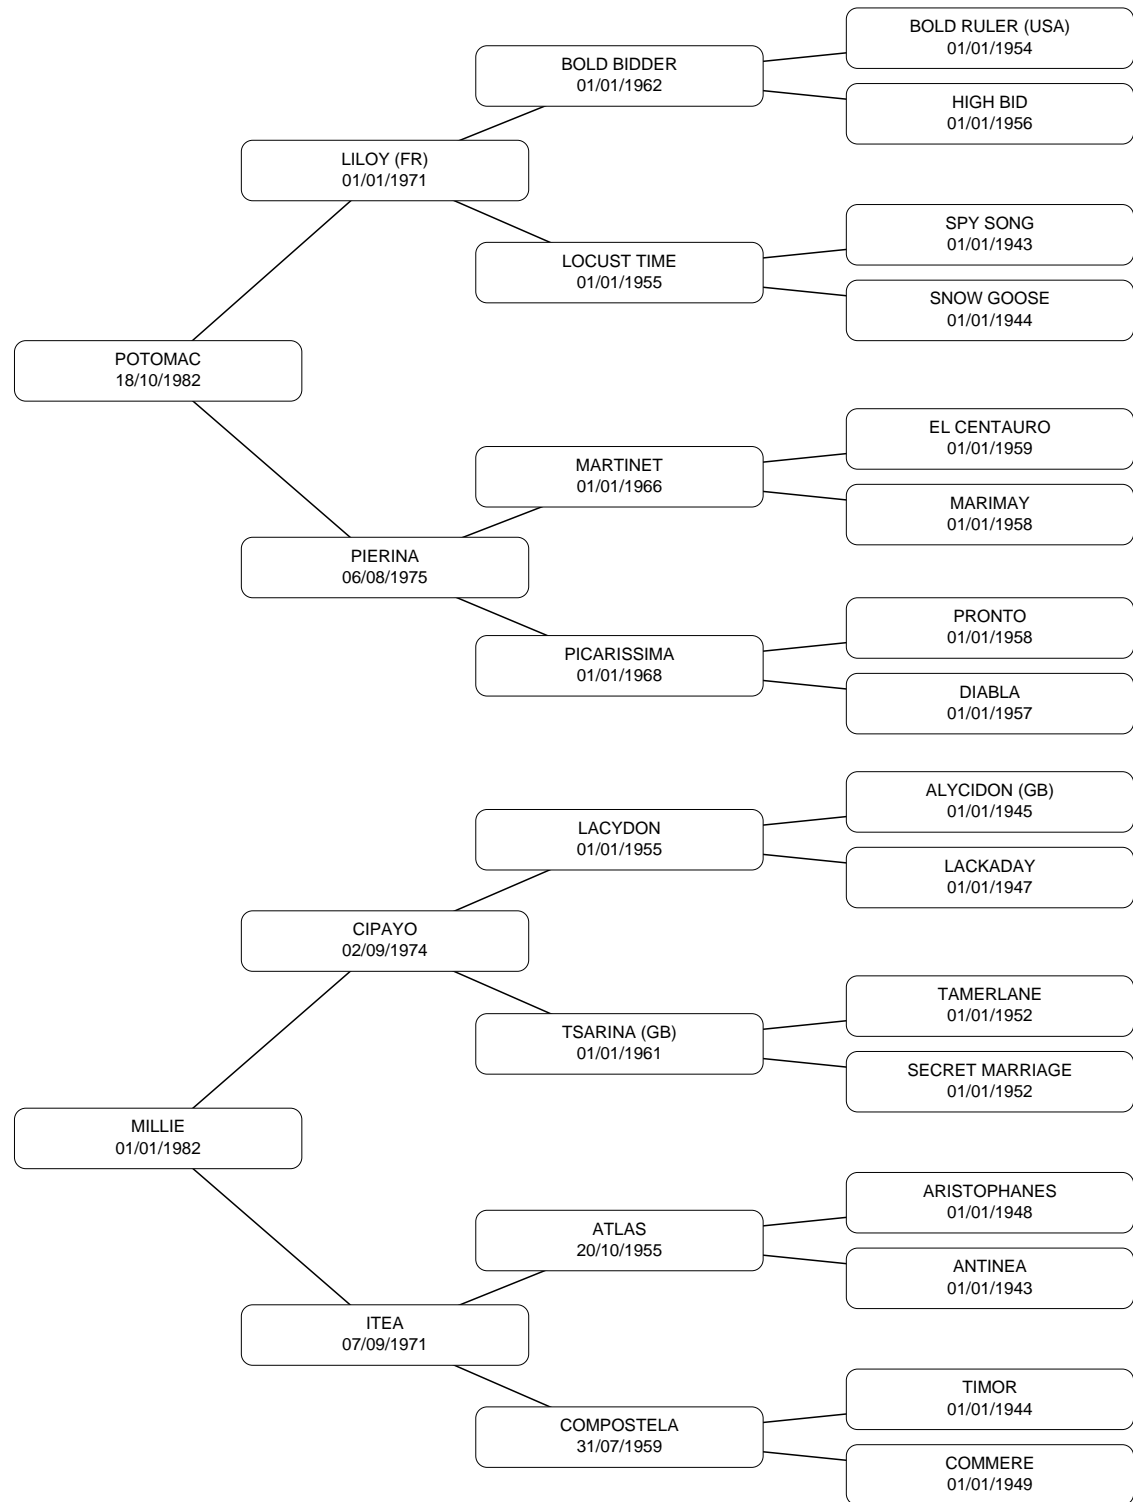 BOLD RULER (USA)
01/01/1954
BOLD BIDDER
01/01/1962
HIGH BID
01/01/1956
LILOY (FR)
01/01/1971
SPY SONG
01/01/1943
LOCUST TIME
01/01/1955
SNOW GOOSE
01/01/1944
POTOMAC
18/10/1982
EL CENTAURO
01/01/1959
MARTINET
01/01/1966
MARIMAY
01/01/1958
PIERINA
06/08/1975
PRONTO
01/01/1958
PICARISSIMA
01/01/1968
DIABLA
01/01/1957
ALYCIDON (GB)
01/01/1945
LACYDON
01/01/1955
LACKADAY
01/01/1947
CIPAYO
02/09/1974
TAMERLANE
01/01/1952
TSARINA (GB)
01/01/1961
SECRET MARRIAGE
01/01/1952
MILLIE
01/01/1982
ARISTOPHANES
01/01/1948
ATLAS
20/10/1955
ANTINEA
01/01/1943
ITEA
07/09/1971
TIMOR
01/01/1944
COMPOSTELA
31/07/1959
COMMERE
01/01/1949